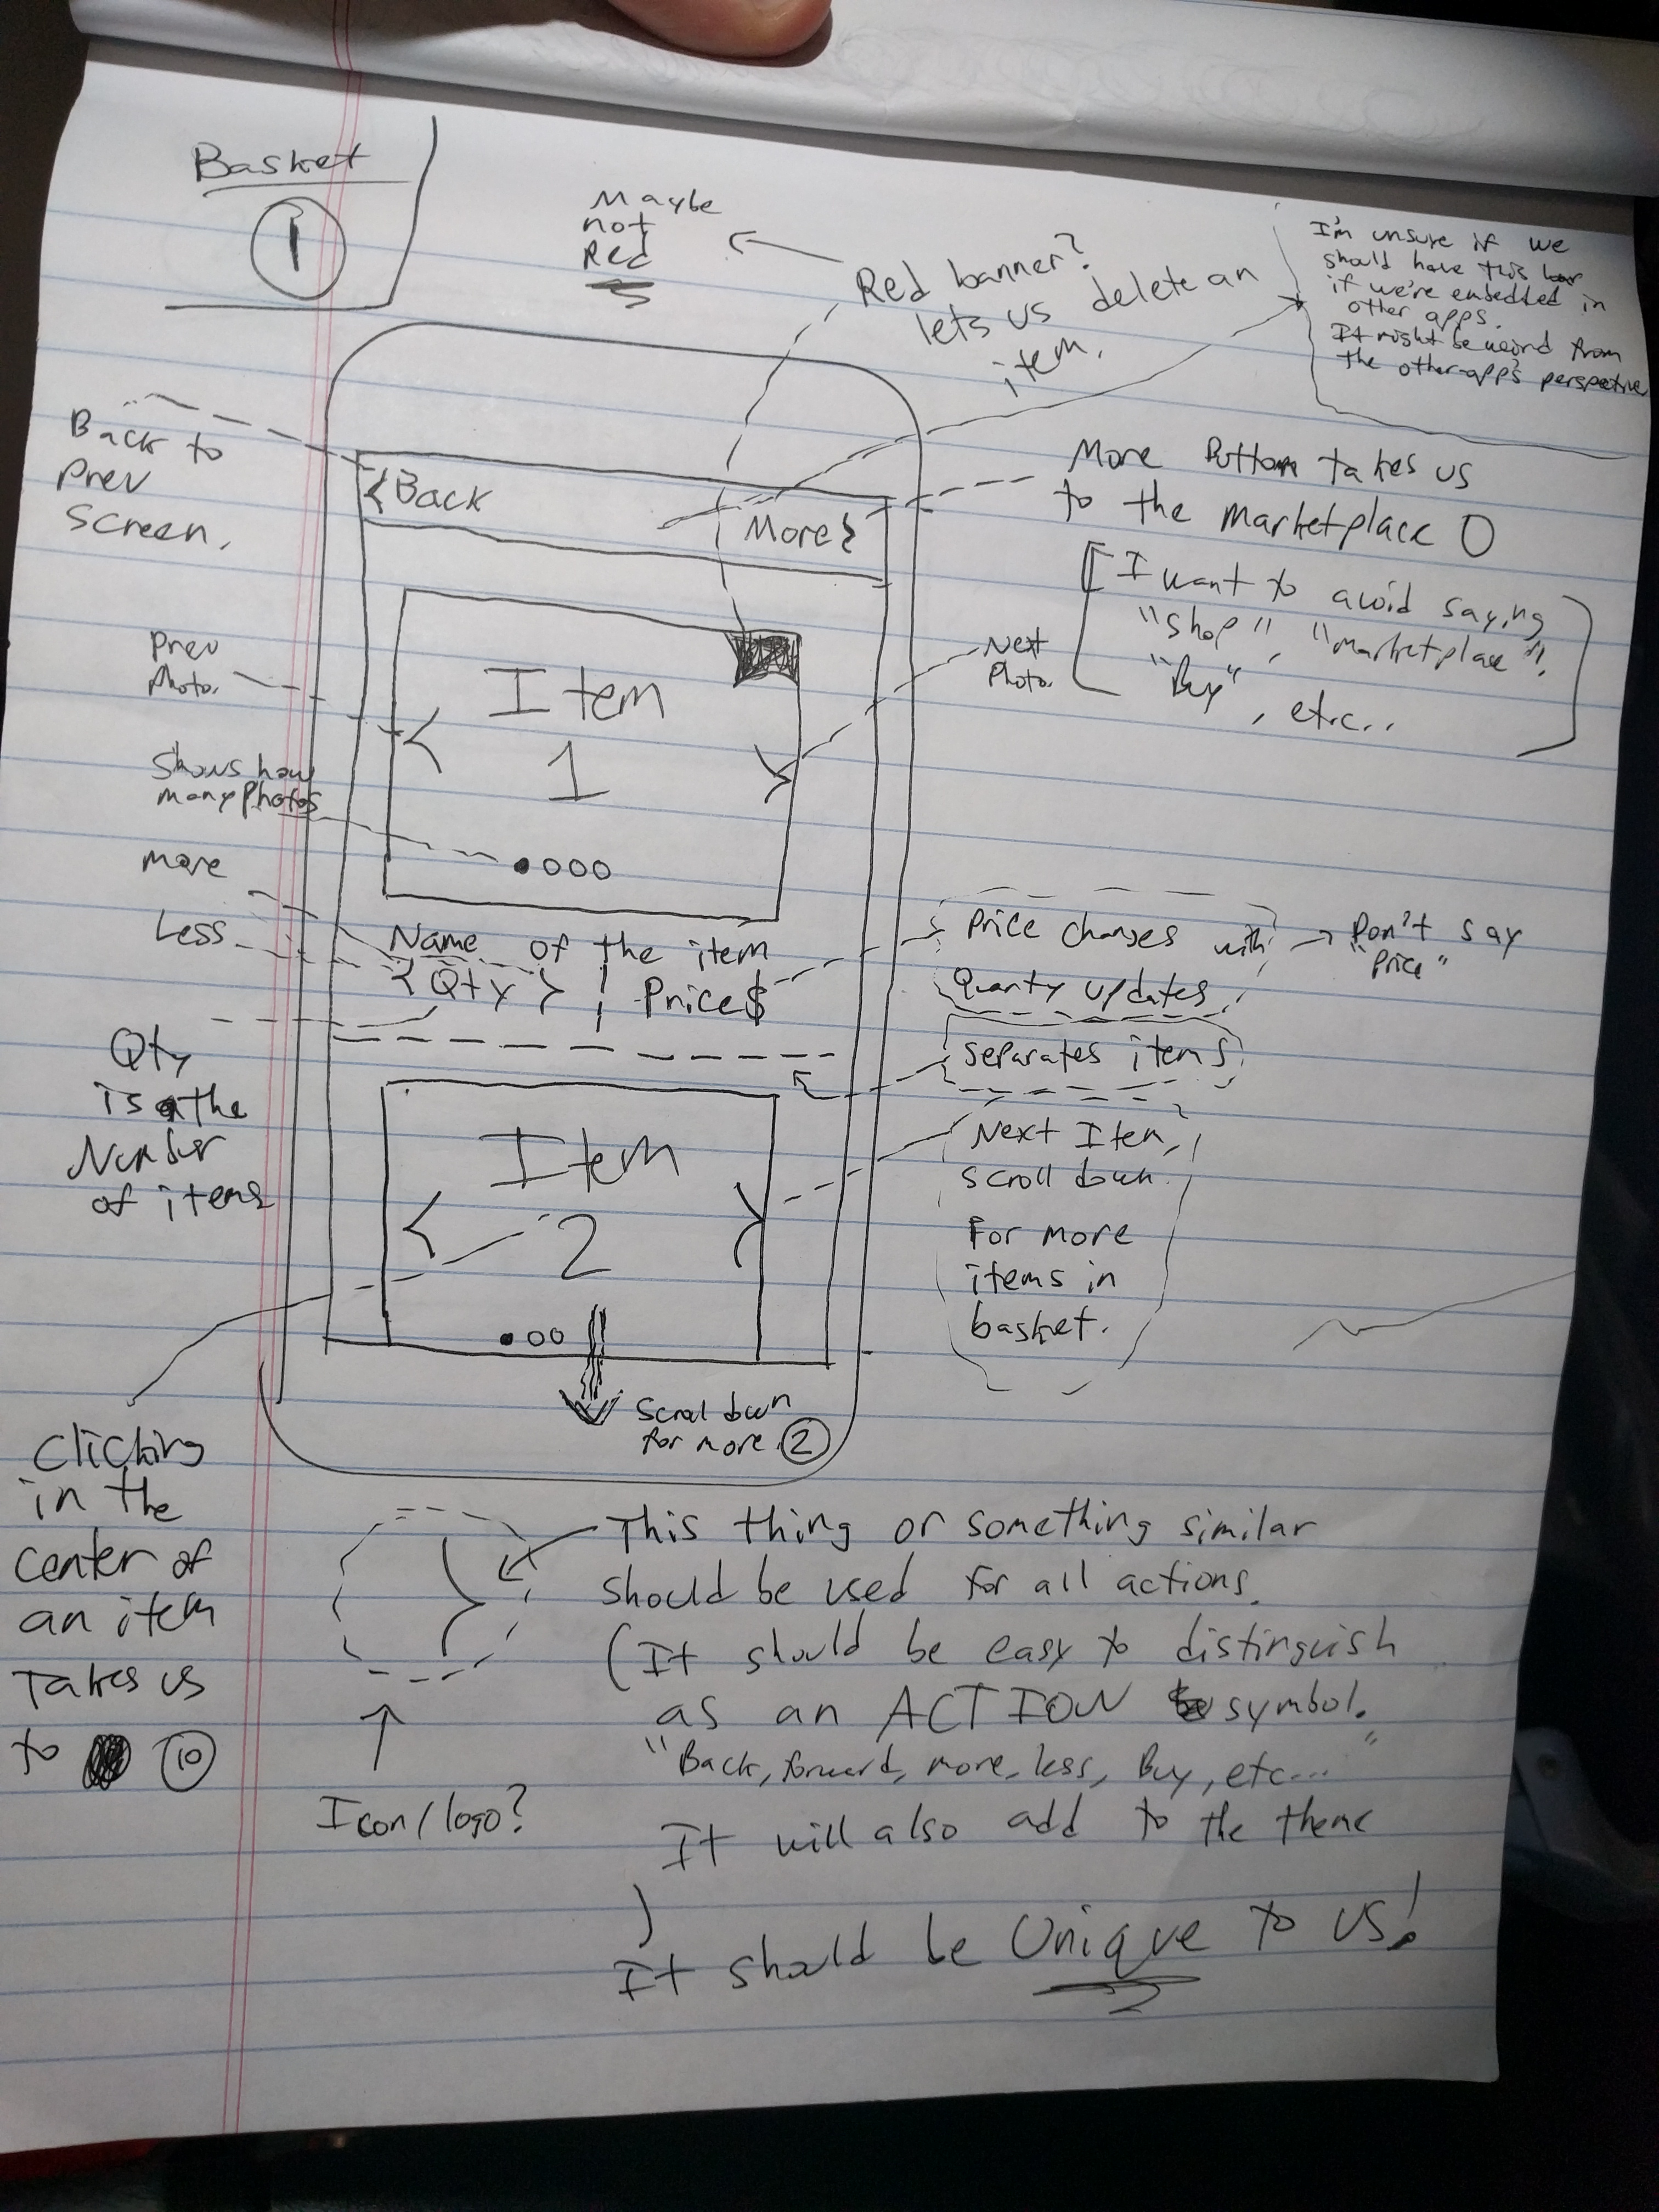 Basket
1
Maybe
not
Red
Red banner?
lets us delete an
item.
I'm unsure if we
should have this bar
if we're embedded in
other apps.
It might be weird from
the other app's perspective
Back to
Prev
Screen.
<Back
More>
More Button takes us
to the marketplace 0
[I want to avoid saying
"shop", "marketplace",
"Buy", etc..]
Prev
Photo.
Next
Photo.
Item
1
< >
Shows how
many Photos
More
Less
Name of the item
<Qty> | Price$
Price changes with
Quanty updates
Don't say
"Price"
separates items
Qty
is the
Number
of items
Item
2
< >
Next Item,
scroll down
For more
items in
basket.
Scroll down
for more 2
Clicking
in the
center of
an item
Takes us
to 10
Icon/logo?
This thing or something similar
should be used for all actions.
(It should be easy to distinguish
as an ACTION symbol.
"Back, forward, more, less, Buy, etc..."
It will also add to the theme
)
It should be Unique to us!